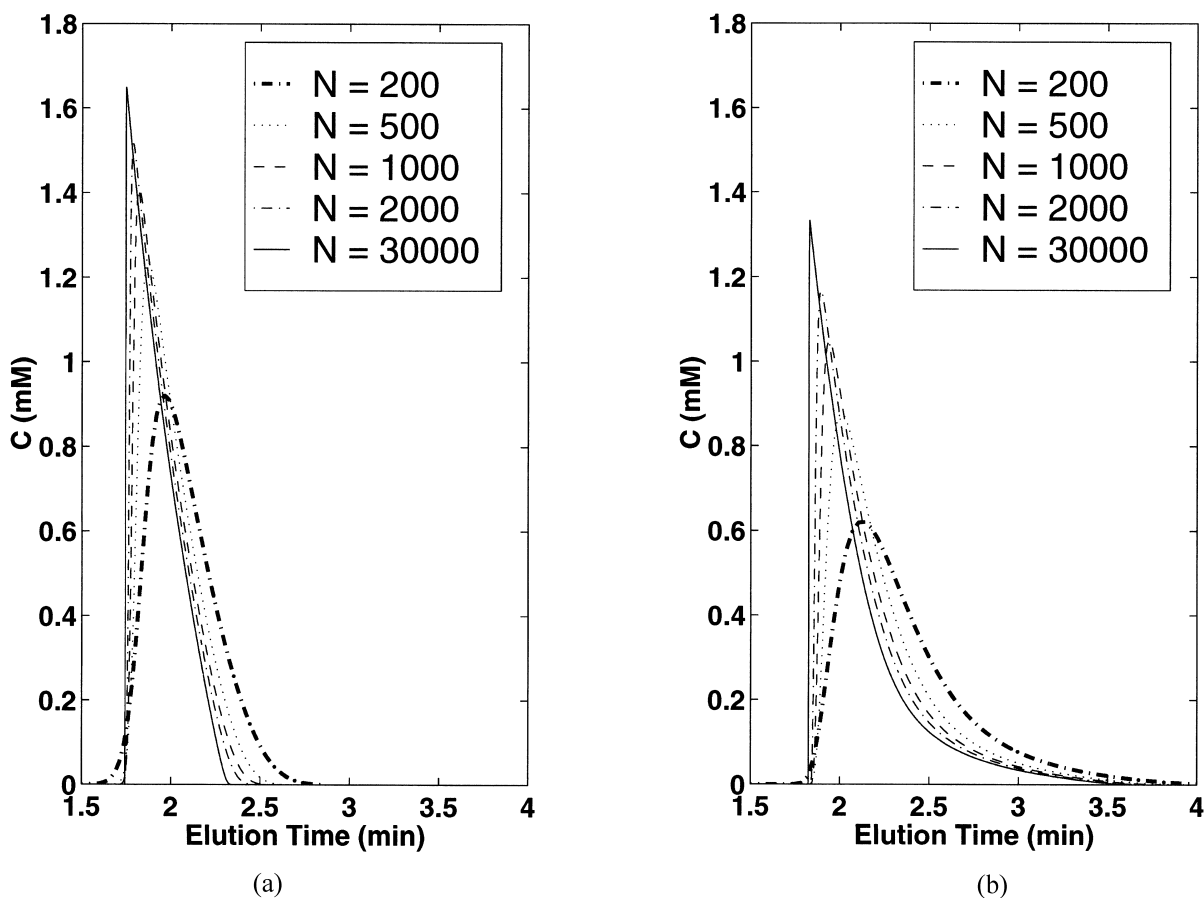 1.8
1.6
1.4
1.2
1
0.8
0.6
0.4
0.2
0
C (mM)
N = 200
N = 500
N = 1000
N = 2000
N = 30000
1.5 2 2.5 3 3.5 4
Elution Time (min)
(a)
1.8
1.6
1.4
1.2
1
0.8
0.6
0.4
0.2
0
C (mM)
N = 200
N = 500
N = 1000
N = 2000
N = 30000
1.5 2 2.5 3 3.5 4
Elution Time (min)
(b)